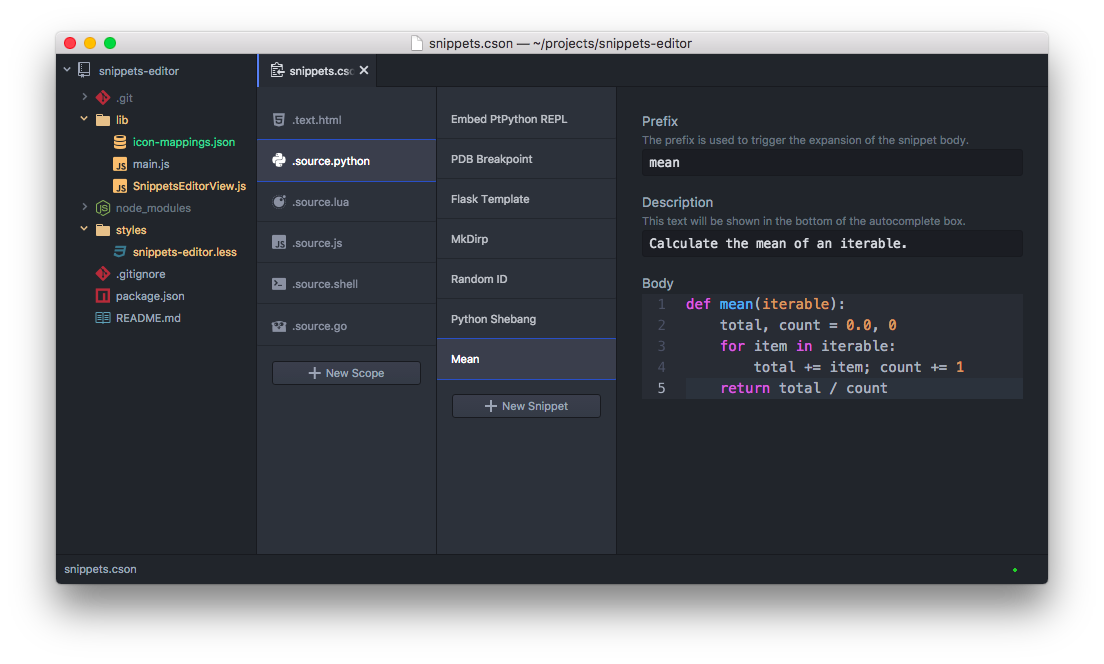 snippets.cson — ~/projects/snippets-editor
snippets-editor
.git
lib
icon-mappings.json
main.js
SnippetsEditorView.js
node_modules
styles
snippets-editor.less
.gitignore
package.json
README.md
snippets.csc
.text.html
.source.python
.source.lua
.source.js
.source.shell
.source.go
New Scope
Embed PtPython REPL
PDB Breakpoint
Flask Template
MkDirp
Random ID
Python Shebang
Mean
New Snippet
Prefix
The prefix is used to trigger the expansion of the snippet body.
mean
Description
This text will be shown in the bottom of the autocomplete box.
Calculate the mean of an iterable.
Body
1 def mean(iterable):
2 total, count = 0.0, 0
3 for item in iterable:
4 total += item; count += 1
5 return total / count
snippets.cson